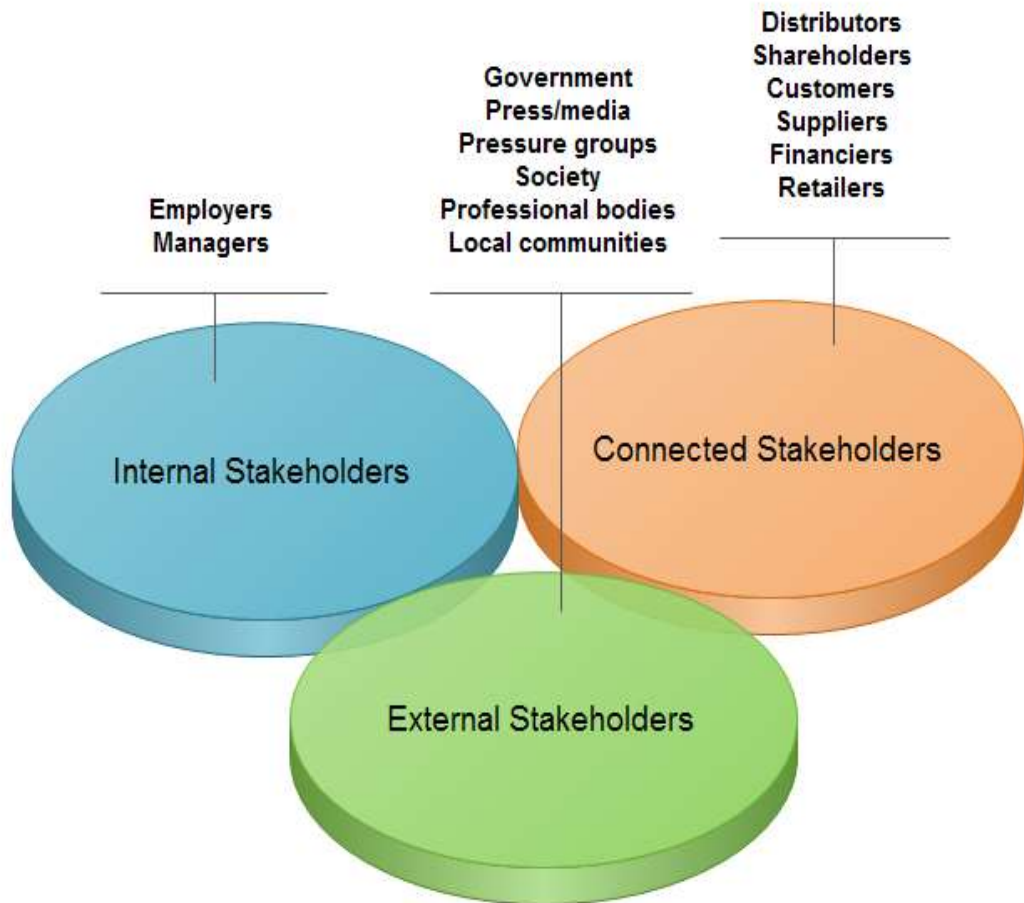 Distributors
Shareholders
Customers
Suppliers
Financiers
Retailers
Government
Press/media
Pressure groups
Society
Professional bodies
Local communities
Employers
Managers
Internal Stakeholders
Connected Stakeholders
External Stakeholders